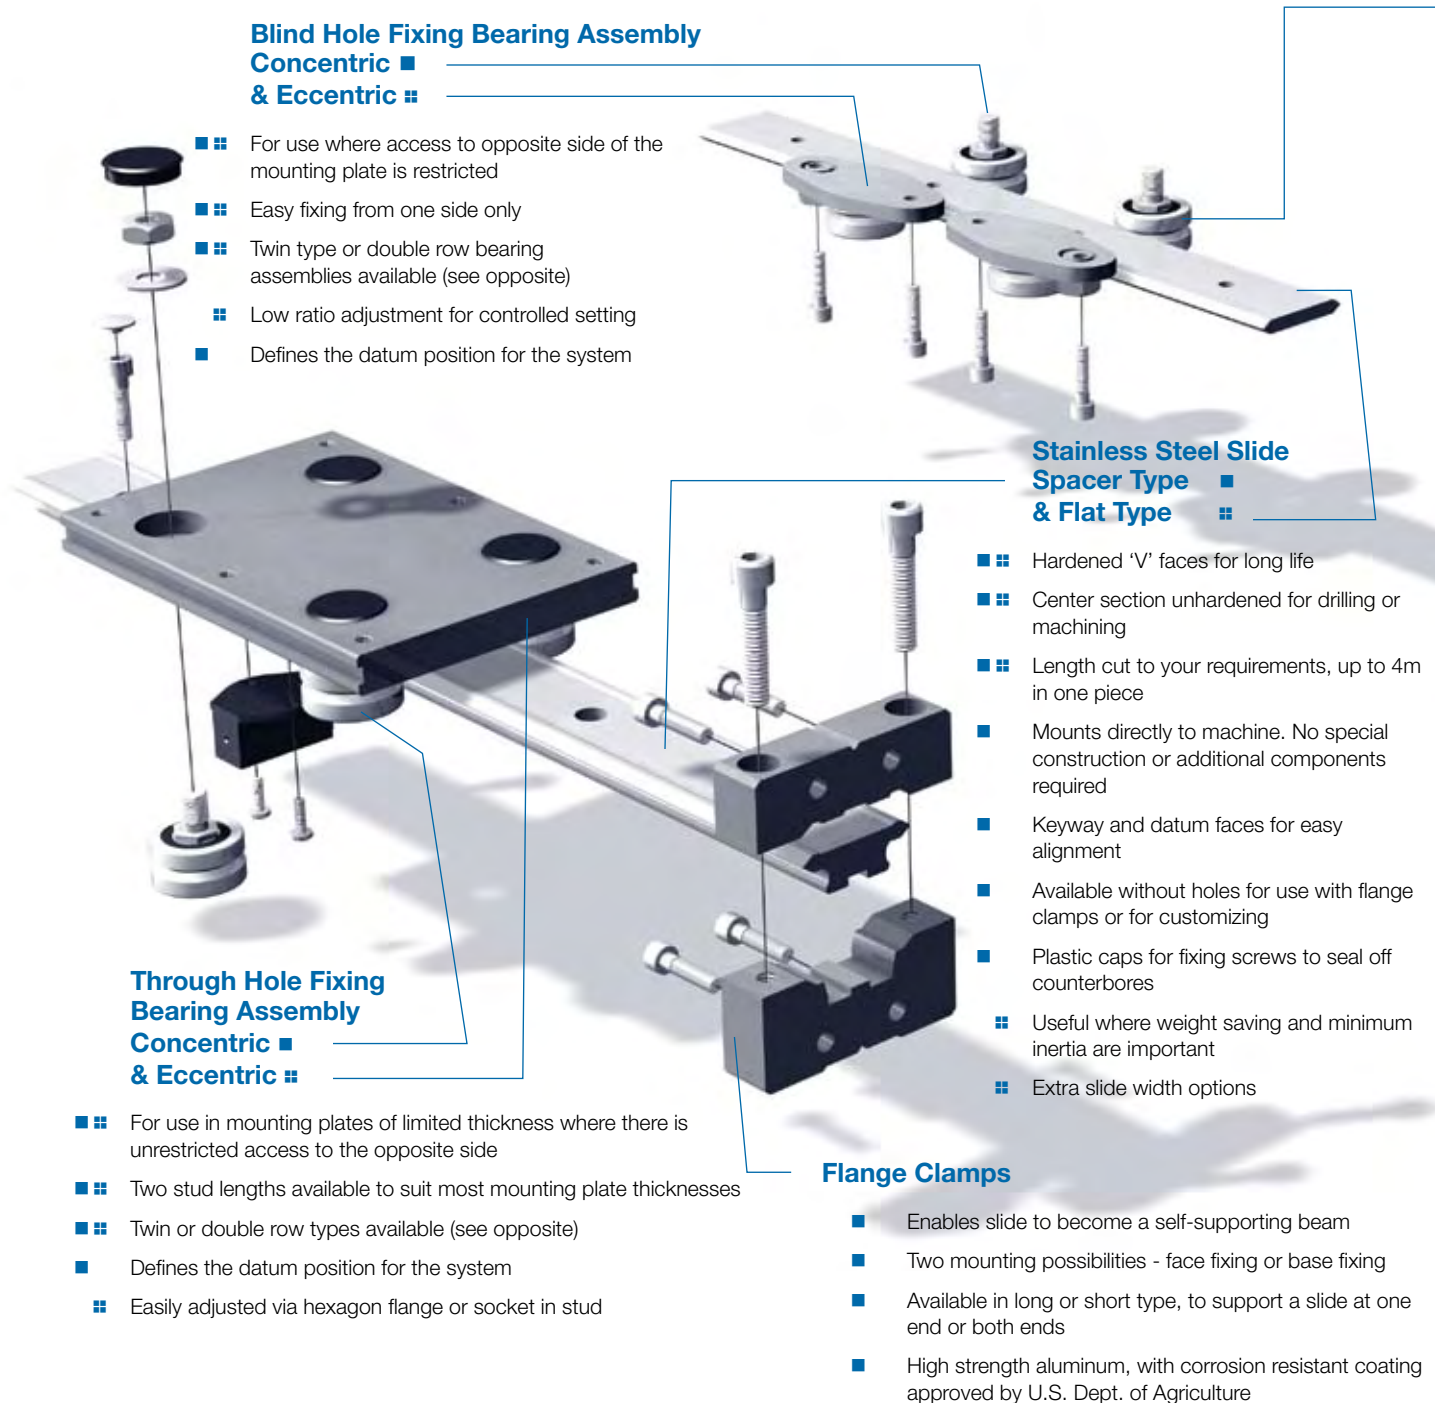 Blind Hole Fixing Bearing Assembly
Concentric ■
& Eccentric
For use where access to opposite side of the
mounting plate is restricted
Easy fixing from one side only
Twin type or double row bearing
assemblies available (see opposite)
Low ratio adjustment for controlled setting
Defines the datum position for the system
Stainless Steel Slide
Spacer Type ■
& Flat Type
Hardened ‘V’ faces for long life
Center section unhardened for drilling or
machining
Length cut to your requirements, up to 4m
in one piece
Mounts directly to machine. No special
construction or additional components
required
Keyway and datum faces for easy
alignment
Available without holes for use with flange
clamps or for customizing
Plastic caps for fixing screws to seal off
counterbores
Useful where weight saving and minimum
inertia are important
Extra slide width options
Through Hole Fixing
Bearing Assembly
Concentric ■
& Eccentric
For use in mounting plates of limited thickness where there is
unrestricted access to the opposite side
Two stud lengths available to suit most mounting plate thicknesses
Twin or double row types available (see opposite)
Defines the datum position for the system
Easily adjusted via hexagon flange or socket in stud
Flange Clamps
Enables slide to become a self-supporting beam
Two mounting possibilities - face fixing or base fixing
Available in long or short type, to support a slide at one
end or both ends
High strength aluminum, with corrosion resistant coating
approved by U.S. Dept. of Agriculture